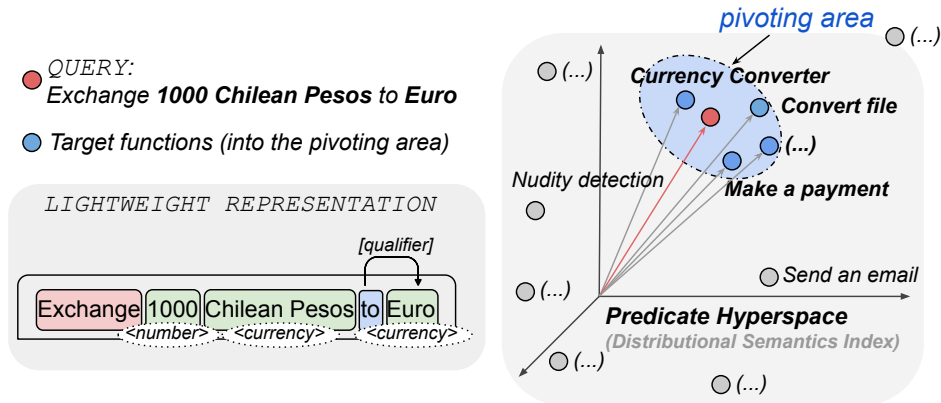 QUERY:
Exchange 1000 Chilean Pesos to Euro
Target functions (into the pivoting area)
LIGHTWEIGHT REPRESENTATION
[qualifier]
Exchange 1000 Chilean Pesos to Euro
<number> <currency> <currency>
pivoting area
(...)
(...)
Currency Converter
Convert file
(...)
Nudity detection
Make a payment
Send an email
(...)
Predicate Hyperspace
(Distributional Semantics Index)
(...)
(...)